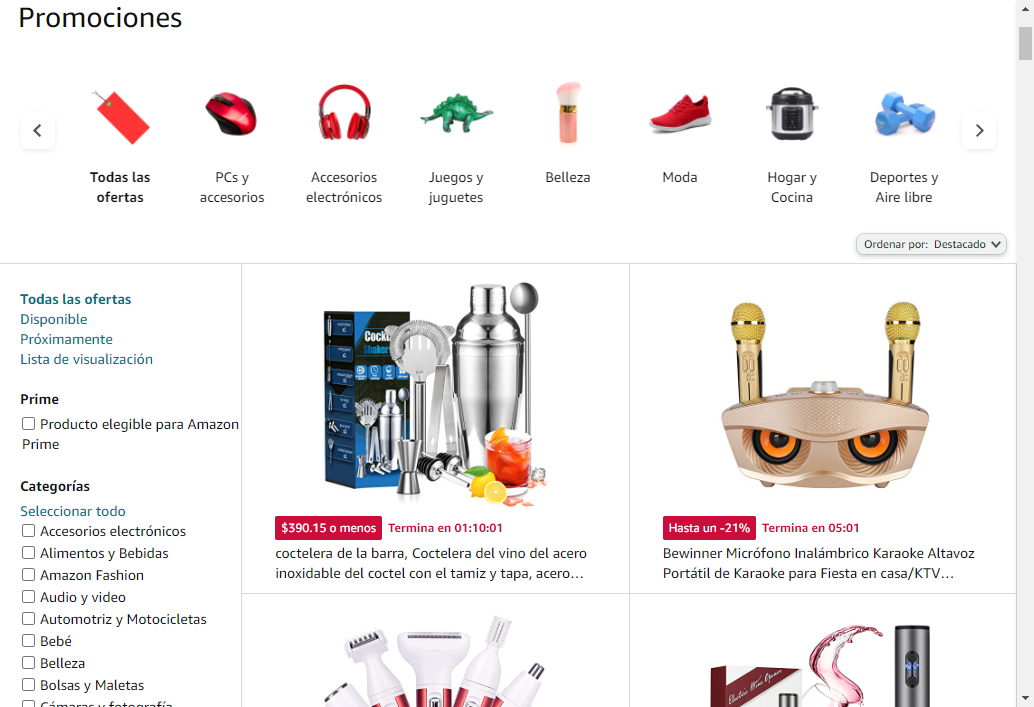 Promociones
Todas las
ofertas
PCs y
accesorios
Accesorios
electrónicos
Juegos y
juguetes
Belleza
Moda
Hogar y
Cocina
Deportes y
Aire libre
Ordenar por: Destacado
Todas las ofertas
Disponible
Próximamente
Lista de visualización
Prime
Producto elegible para Amazon
Prime
Categorías
Seleccionar todo
Accesorios electrónicos
Alimentos y Bebidas
Amazon Fashion
Audio y video
Automotriz y Motocicletas
Bebé
Belleza
Bolsas y Maletas
Cámaras y fotografía
Shaker
$390.15 o menos Termina en 01:10:01
coctelera de la barra, Coctelera del vino del acero
inoxidable del coctel con el tamiz y tapa, acero…
Hasta un -21% Termina en 05:01
Bewinner Micrófono Inalámbrico Karaoke Altavoz
Portátil de Karaoke para Fiesta en casa/KTV…
Electric Wine Opener